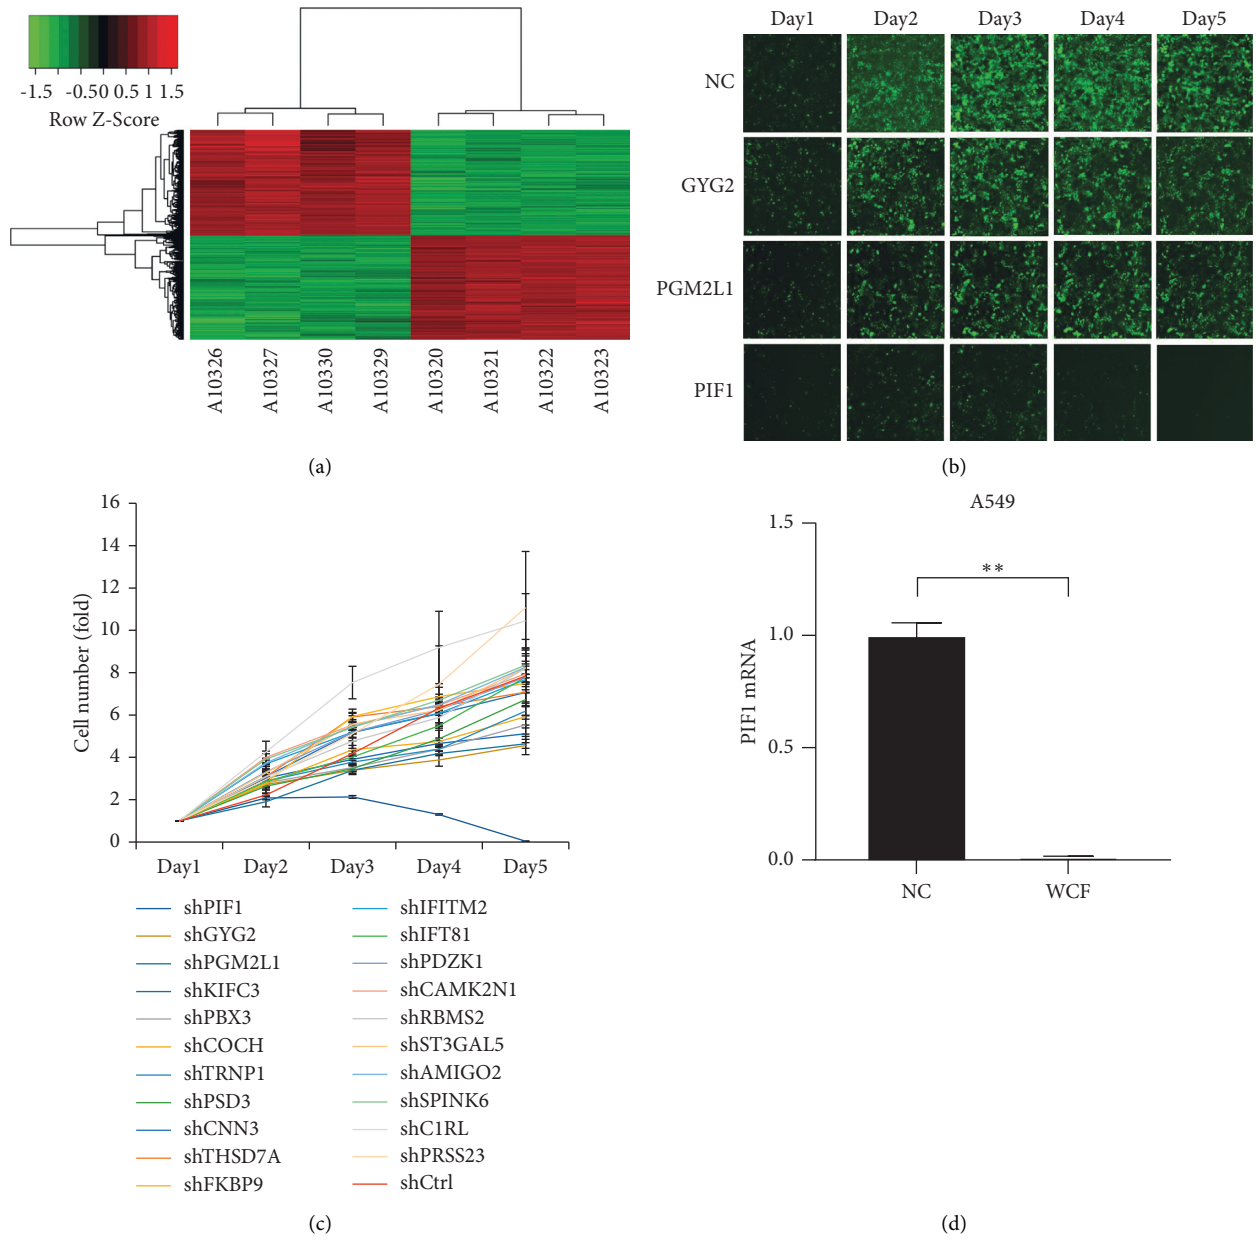 -1.5 -0.50 0.5 1 1.5
Row Z-Score
A10326
A10327
A10330
A10329
A10320
A10321
A10322
A10323
(a)
Day1 Day2 Day3 Day4 Day5
NC
GYG2
PGM2L1
PIF1
(b)
Cell number (fold)
16
14
12
10
8
6
4
2
0
Day1 Day2 Day3 Day4 Day5
shPIF1
shGYG2
shPGM2L1
shKIFC3
shPBX3
shCOCH
shTRNP1
shPSD3
shCNN3
shTHSD7A
shFKBP9
shIFITM2
shIFT81
shPDZK1
shCAMK2N1
shRBMS2
shST3GAL5
shAMIGO2
shSPINK6
shC1RL
shPRSS23
shCtrl
(c)
A549
PIF1 mRNA
1.5
1.0
0.5
0.0
**
NC WCF
(d)